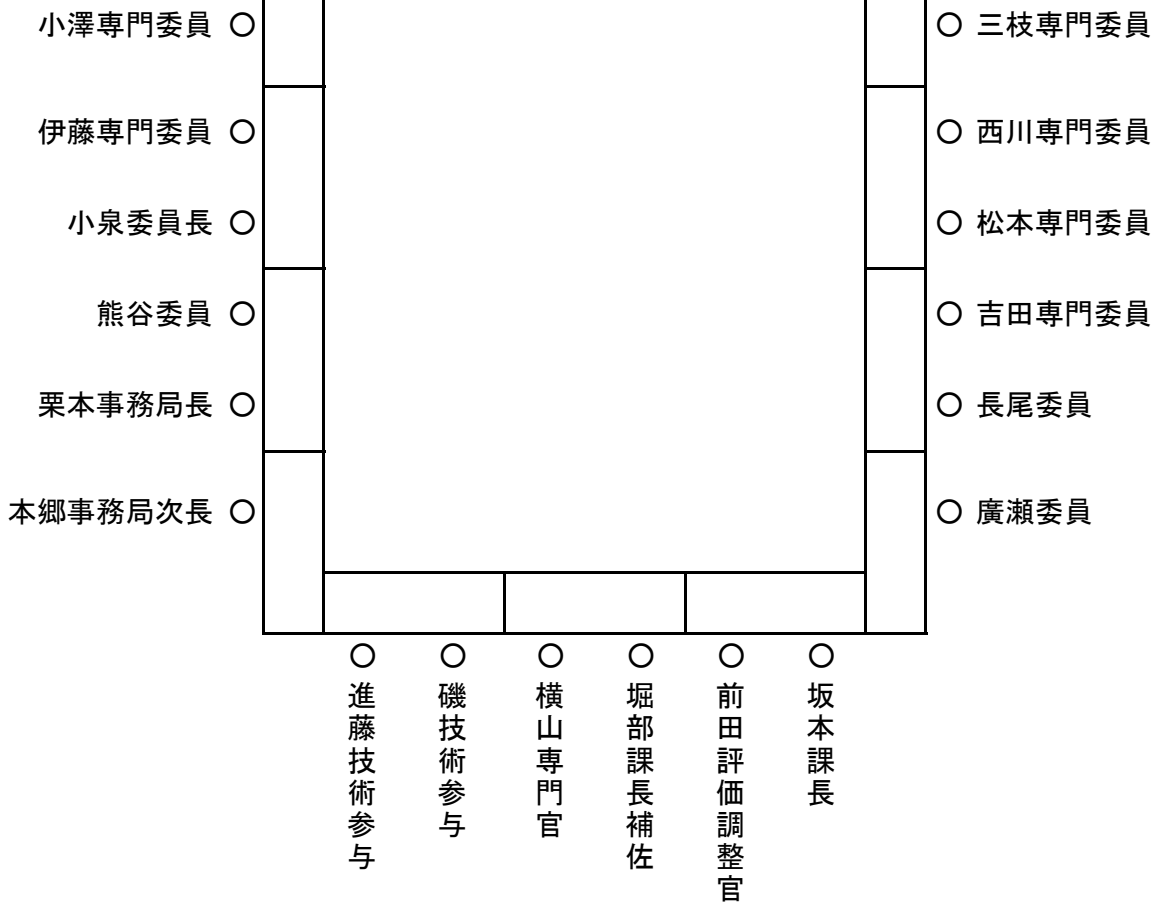 小澤専門委員 ○
○ 三枝専門委員
伊藤専門委員 ○
○ 西川専門委員
小泉委員長 ○
○ 松本専門委員
熊谷委員 ○
○ 吉田専門委員
栗本事務局長 ○
○ 長尾委員
本郷事務局次長 ○
○ 廣瀬委員
○進藤技術参与
○磯技術参与
○横山専門官
○堀部課長補佐
○前田評価調整官
○坂本課長